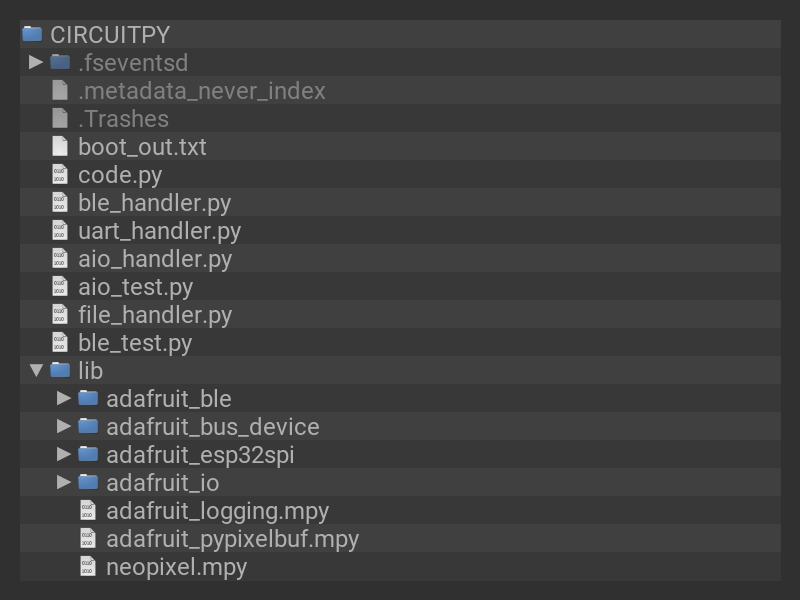 CIRCUITPY
.fseventsd
.metadata_never_index
.Trashes
boot_out.txt
code.py
ble_handler.py
uart_handler.py
aio_handler.py
aio_test.py
file_handler.py
ble_test.py
lib
adafruit_ble
adafruit_bus_device
adafruit_esp32spi
adafruit_io
adafruit_logging.mpy
adafruit_pypixelbuf.mpy
neopixel.mpy